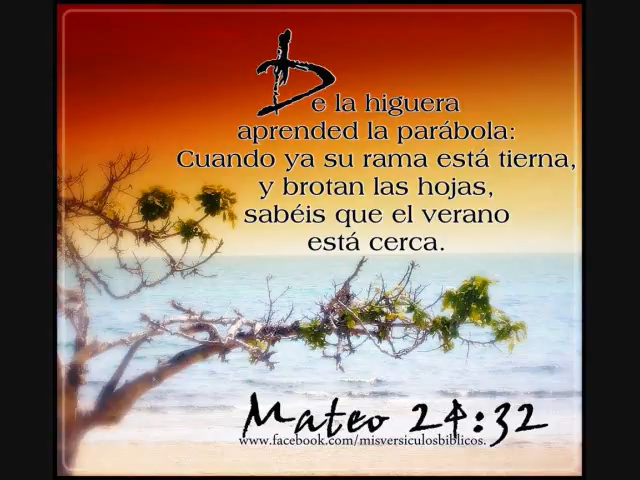 De la higuera
aprended la parábola:
Cuando ya su rama está tierna,
y brotan las hojas,
sabéis que el verano
está cerca.
Mateo 24:32
www.facebook.com/misversiculosbiblicos.